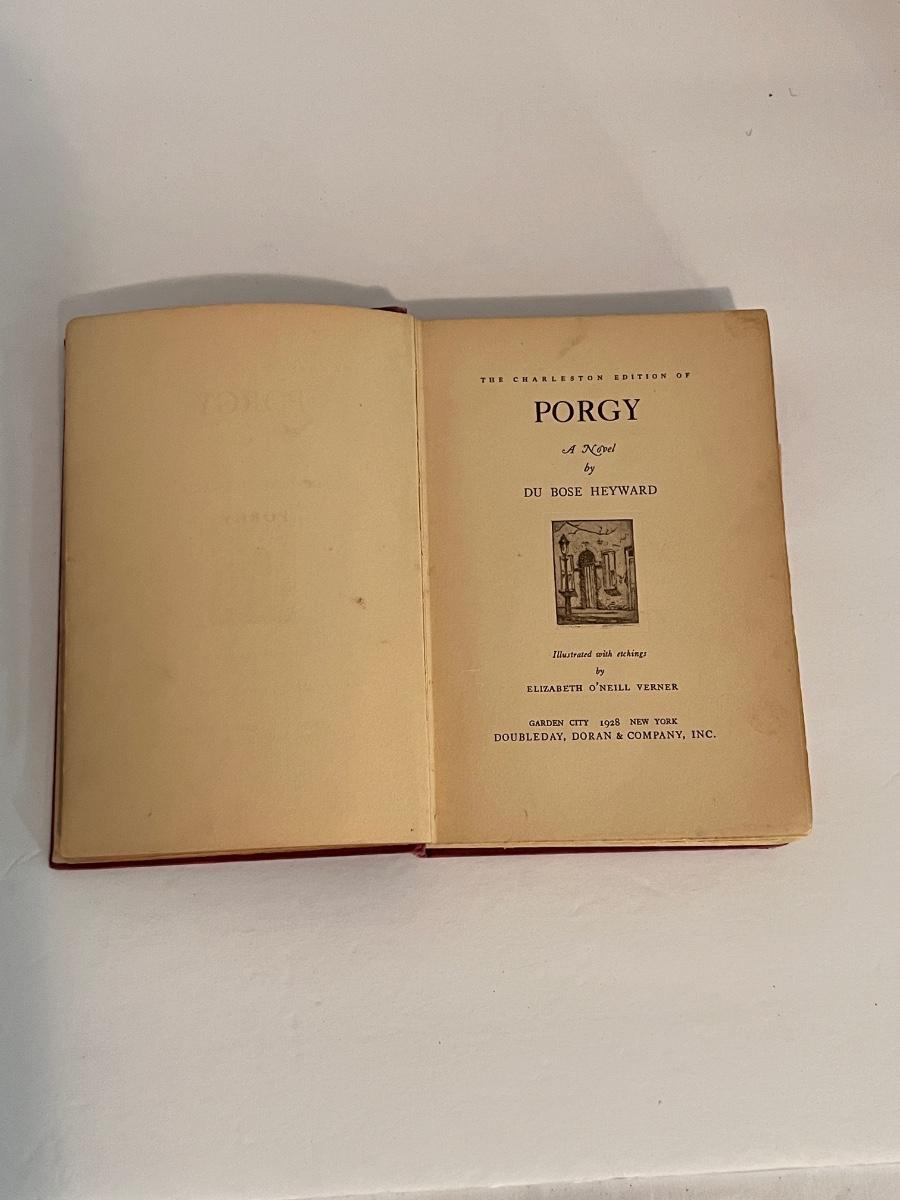 THE CHARLESTON EDITION OF
PORGY
A Novel
by
DU BOSE HEYWARD
Illustrated with etchings
by
ELIZABETH O'NEILL VERNER
GARDEN CITY 1928 NEW YORK
DOUBLEDAY, DORAN & COMPANY, INC.